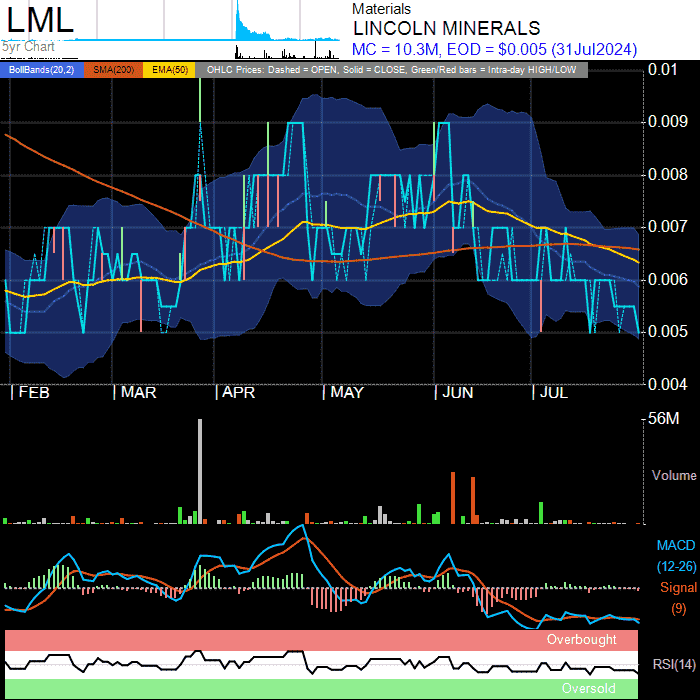 LML
5yr Chart
Materials
LINCOLN MINERALS
MC = 10.3M, EOD = $0.005 (31Jul2024)
BollBands(20,2) SMA(200) EMA(50) OHLC Prices: Dashed = OPEN, Solid = CLOSE, Green/Red bars = Intra-day HIGH/LOW
0.01
0.009
0.008
0.007
0.006
0.005
0.004
FEB MAR APR MAY JUN JUL
56M
Volume
MACD
(12-26)
Signal
(9)
Overbought
RSI(14)
Oversold